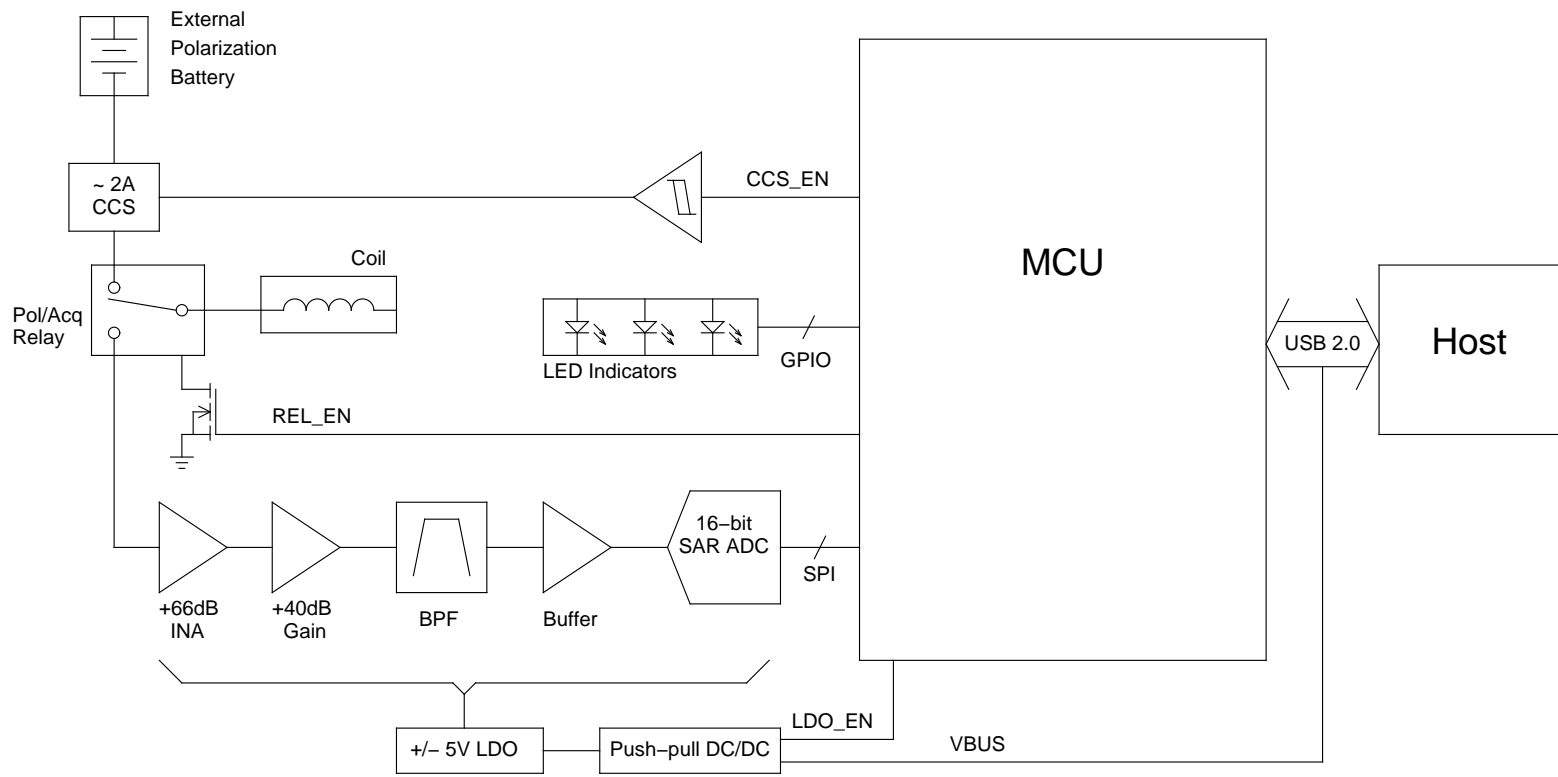 External
Polarization
Battery
~ 2A
CCS
CCS_EN
MCU
Coil
Pol/Acq
Relay
LED Indicators
GPIO
USB 2.0
Host
REL_EN
16−bit
SAR ADC
SPI
+66dB
INA
+40dB
Gain
BPF
Buffer
LDO_EN
+/− 5V LDO
Push−pull DC/DC
VBUS